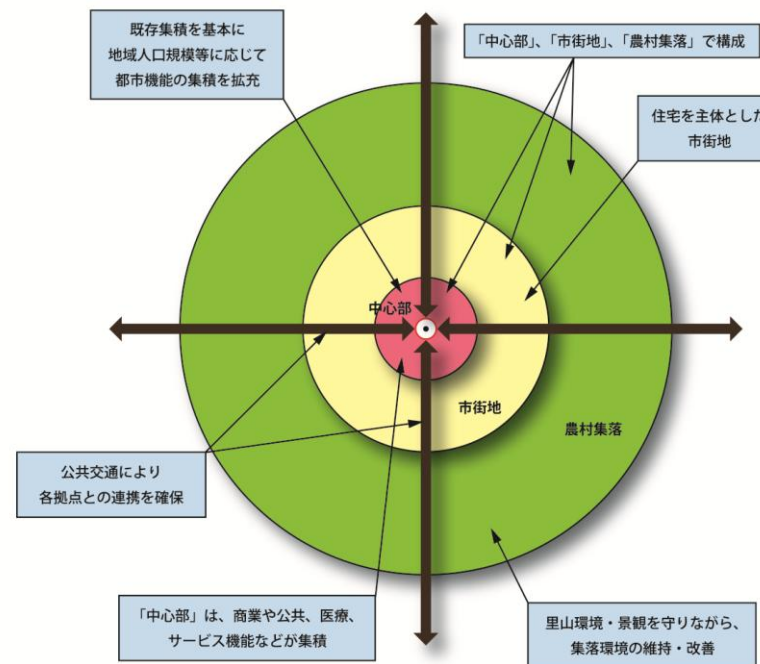 既存集積を基本に
地域人口規模等に応じて
都市機能の集積を拡充
「中心部」、「市街地」、「農村集落」で構成
住宅を主体とした
市街地
中心部
市街地
農村集落
公共交通により
各拠点との連携を確保
「中心部」は、商業や公共、医療、
サービス機能などが集積
里山環境・景観を守りながら、
集落環境の維持・改善